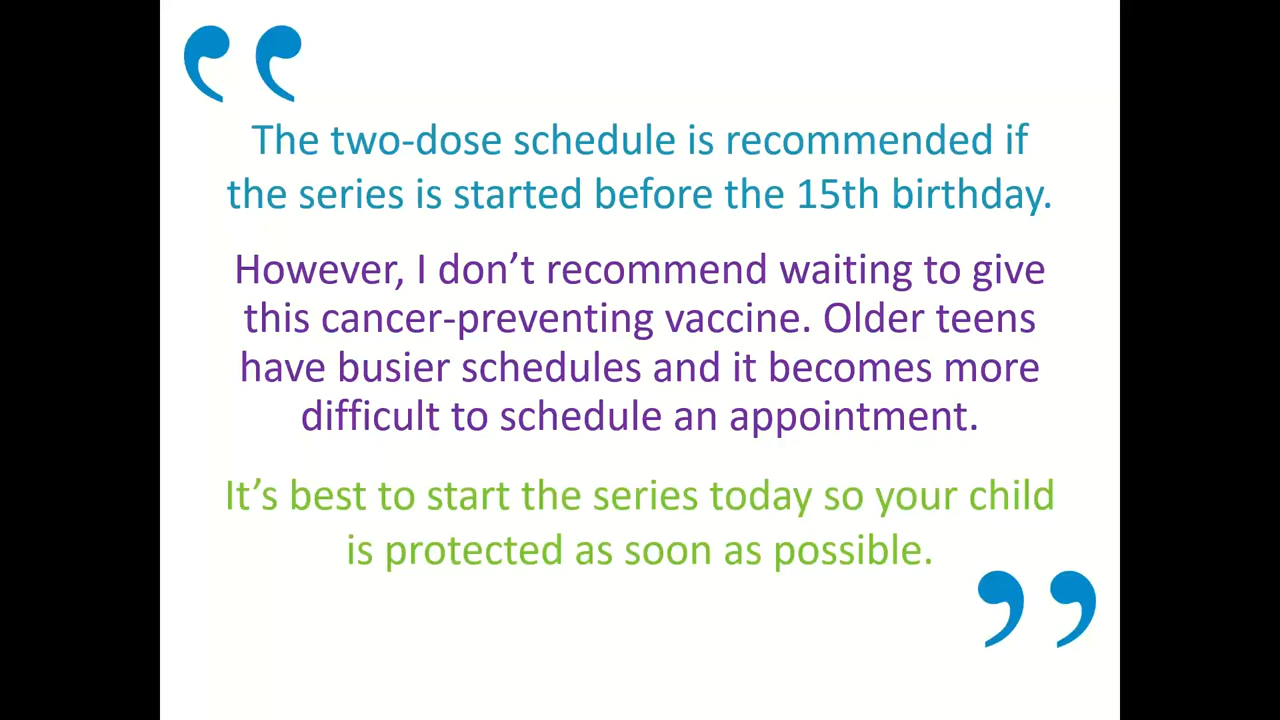 “
The two-dose schedule is recommended if
the series is started before the 15th birthday.
However, I don’t recommend waiting to give
this cancer-preventing vaccine. Older teens
have busier schedules and it becomes more
difficult to schedule an appointment.
It’s best to start the series today so your child
is protected as soon as possible.
”